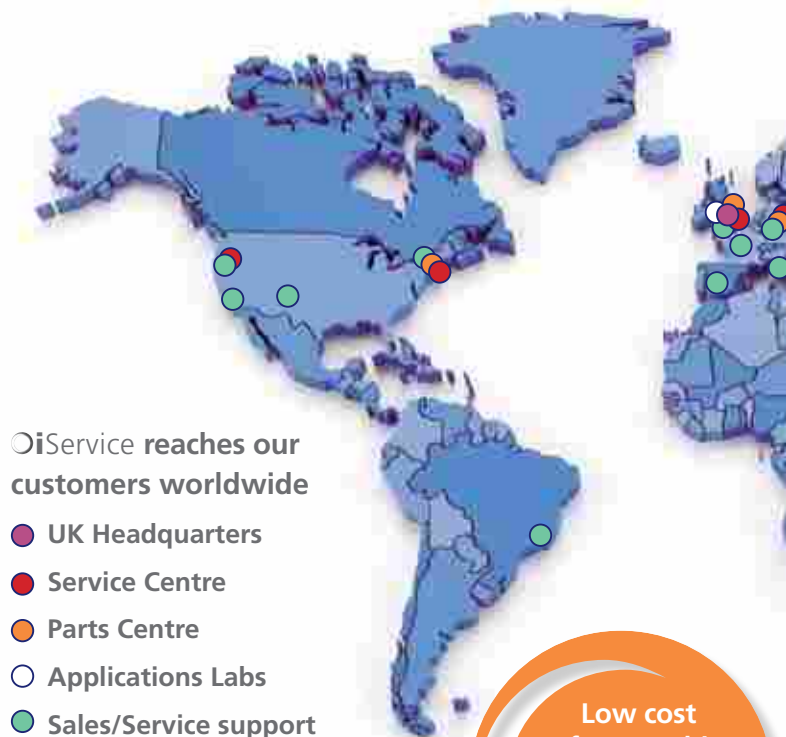 OiService reaches our
customers worldwide
UK Headquarters
Service Centre
Parts Centre
Applications Labs
Sales/Service support
Low cost